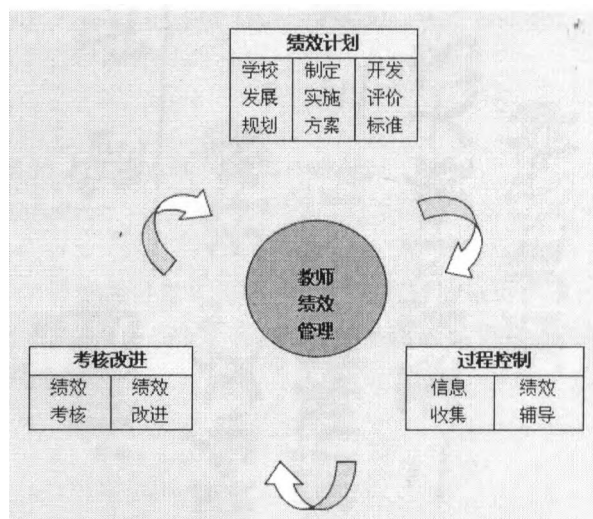 绩效计划
学校 制定 开发
发展 实施 评价
规划 方案 标准
教师
绩效
管理
考核改进
绩效 绩效
考核 改进
过程控制
信息 绩效
收集 辅导